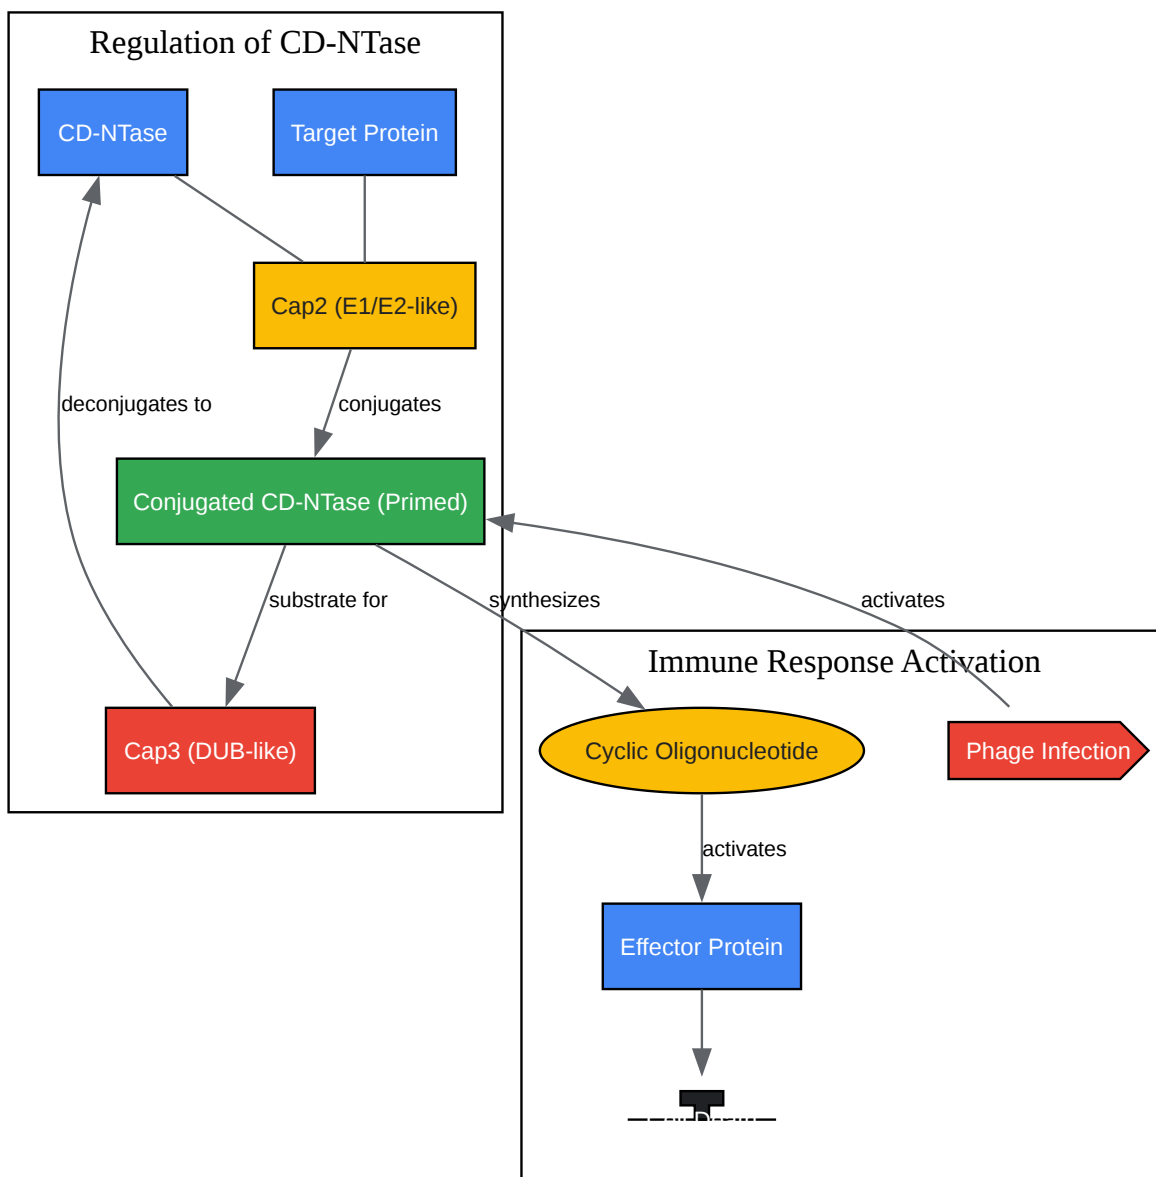 Regulation of CD-NTase
CD-NTase
Target Protein
Cap2 (E1/E2-like)
deconjugates to
conjugates
Conjugated CD-NTase (Primed)
substrate for
synthesizes
activates
Immune Response Activation
Cap3 (DUB-like)
Cyclic Oligonucleotide
Phage Infection
activates
Effector Protein